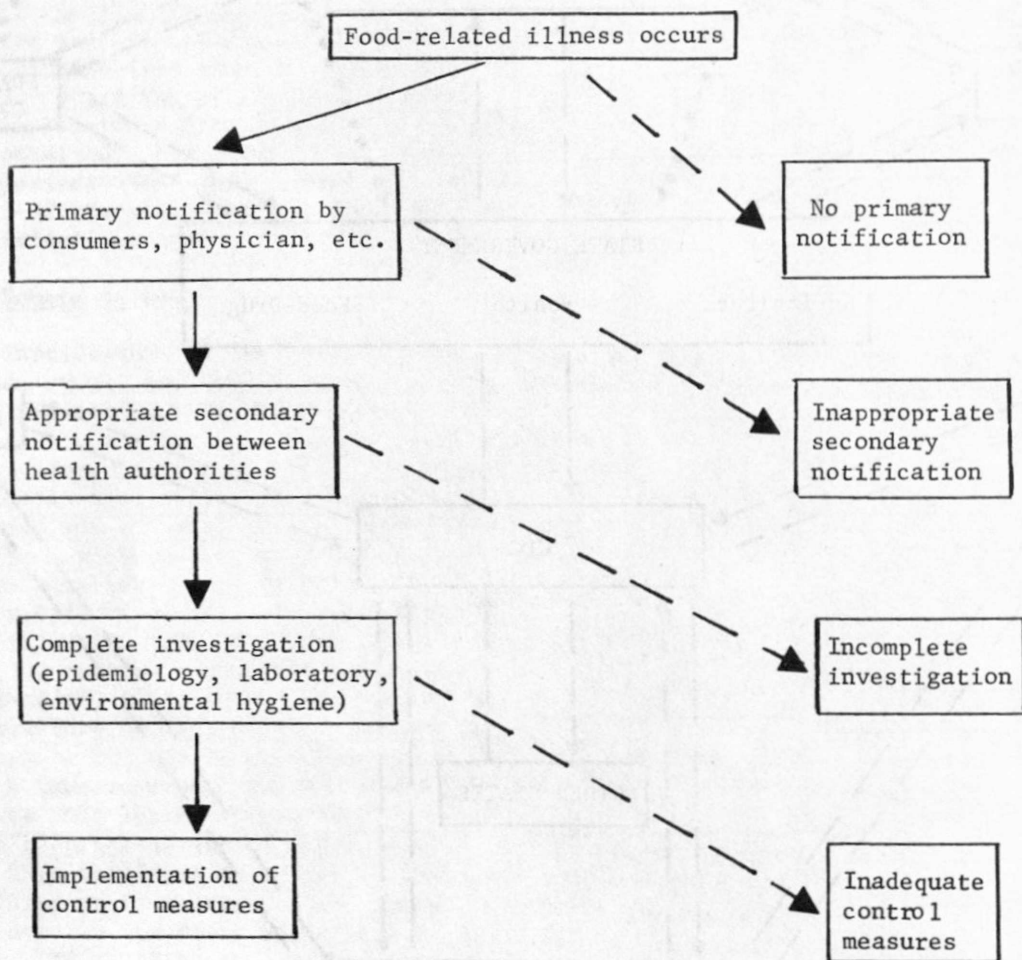 Food-related illness occurs
Primary notification by
consumers, physician, etc.
No primary
notification
Appropriate secondary
notification between
health authorities
Inappropriate
secondary
notification
Complete investigation
(epidemiology, laboratory,
environmental hygiene)
Incomplete
investigation
Implementation of
control measures
Inadequate
control
measures